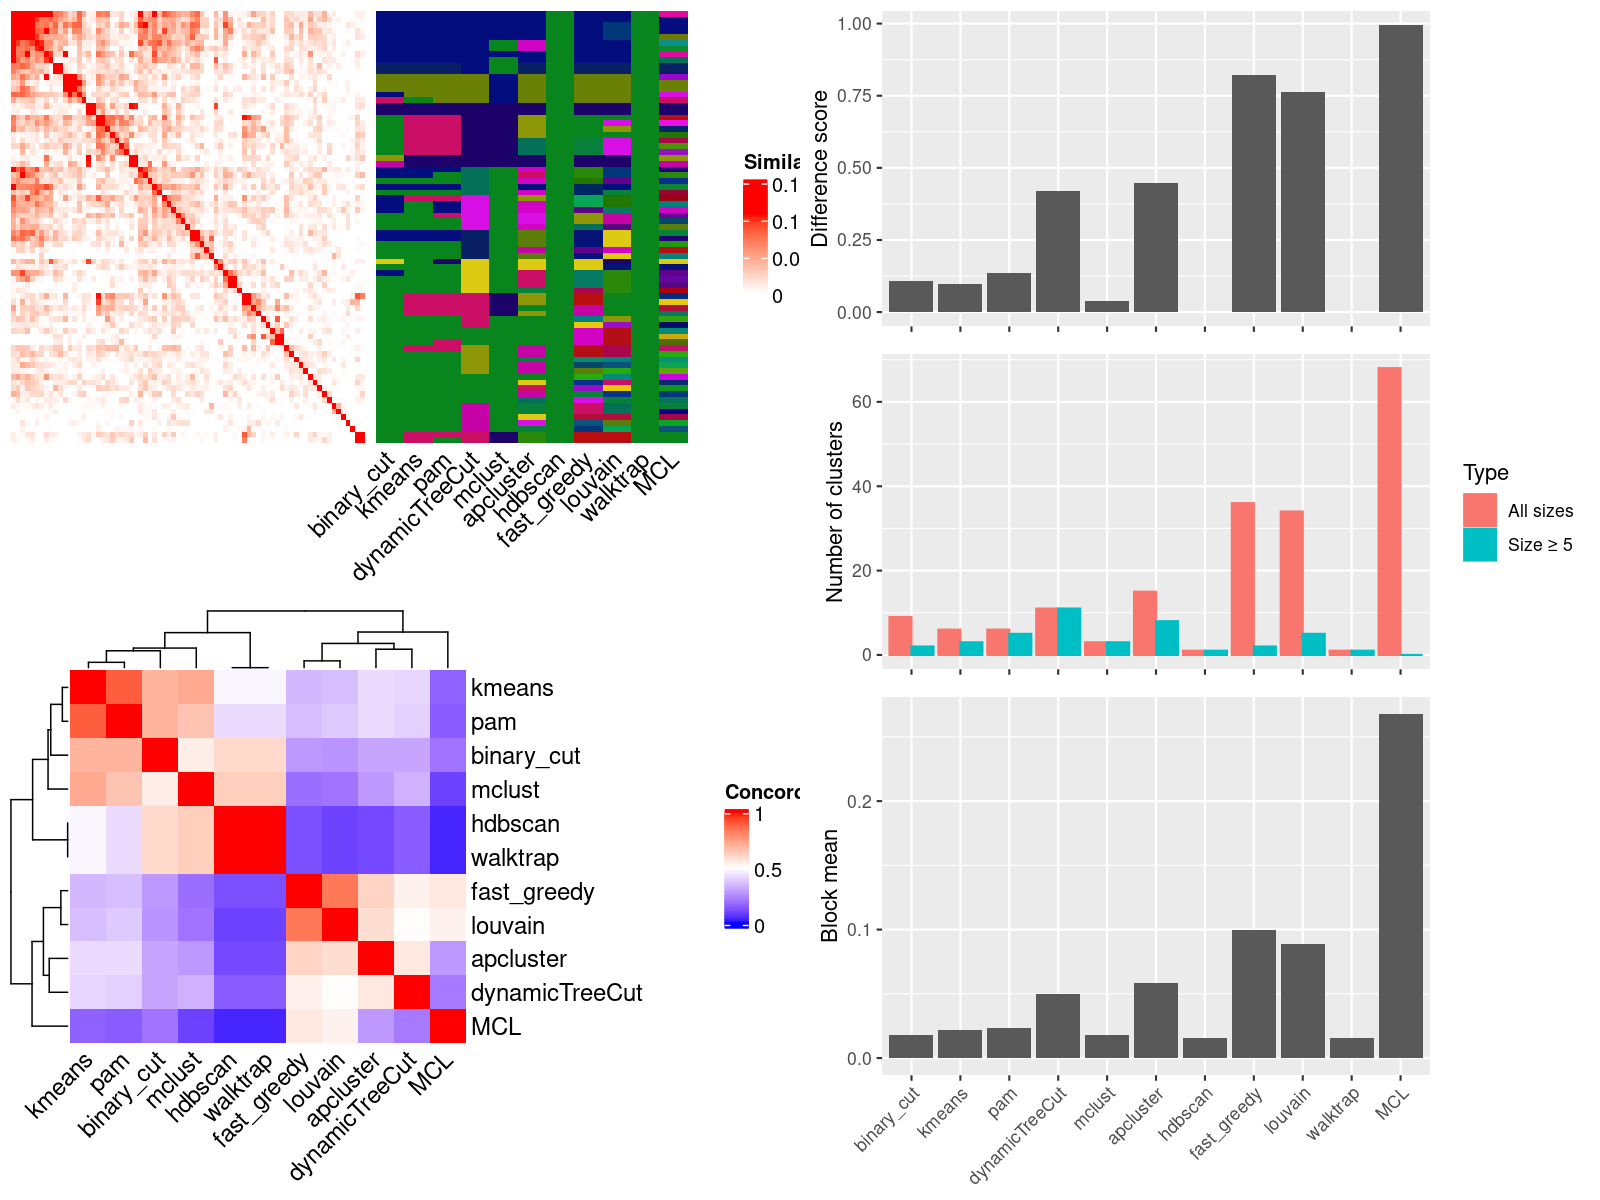 Simila
0.1
0.1
0.0
0
binary_cut
kmeans
pam
dynamicTreeCut
mclust
apcluster
hdbscan
fast_greedy
louvain
walktrap
MCL
kmeans
pam
binary_cut
mclust
hdbscan
walktrap
fast_greedy
louvain
apcluster
dynamicTreeCut
MCL
kmeans
pam
binary_cut
mclust
hdbscan
walktrap
fast_greedy
louvain
apcluster
dynamicTreeCut
MCL
Concord
1
0.5
0
Difference score
1.00
0.75
0.50
0.25
0.00
Number of clusters
60
40
20
0
Type
All sizes
Size ≥ 5
Block mean
0.2
0.1
0.0
binary_cut
kmeans
pam
dynamicTreeCut
mclust
apcluster
hdbscan
fast_greedy
louvain
walktrap
MCL